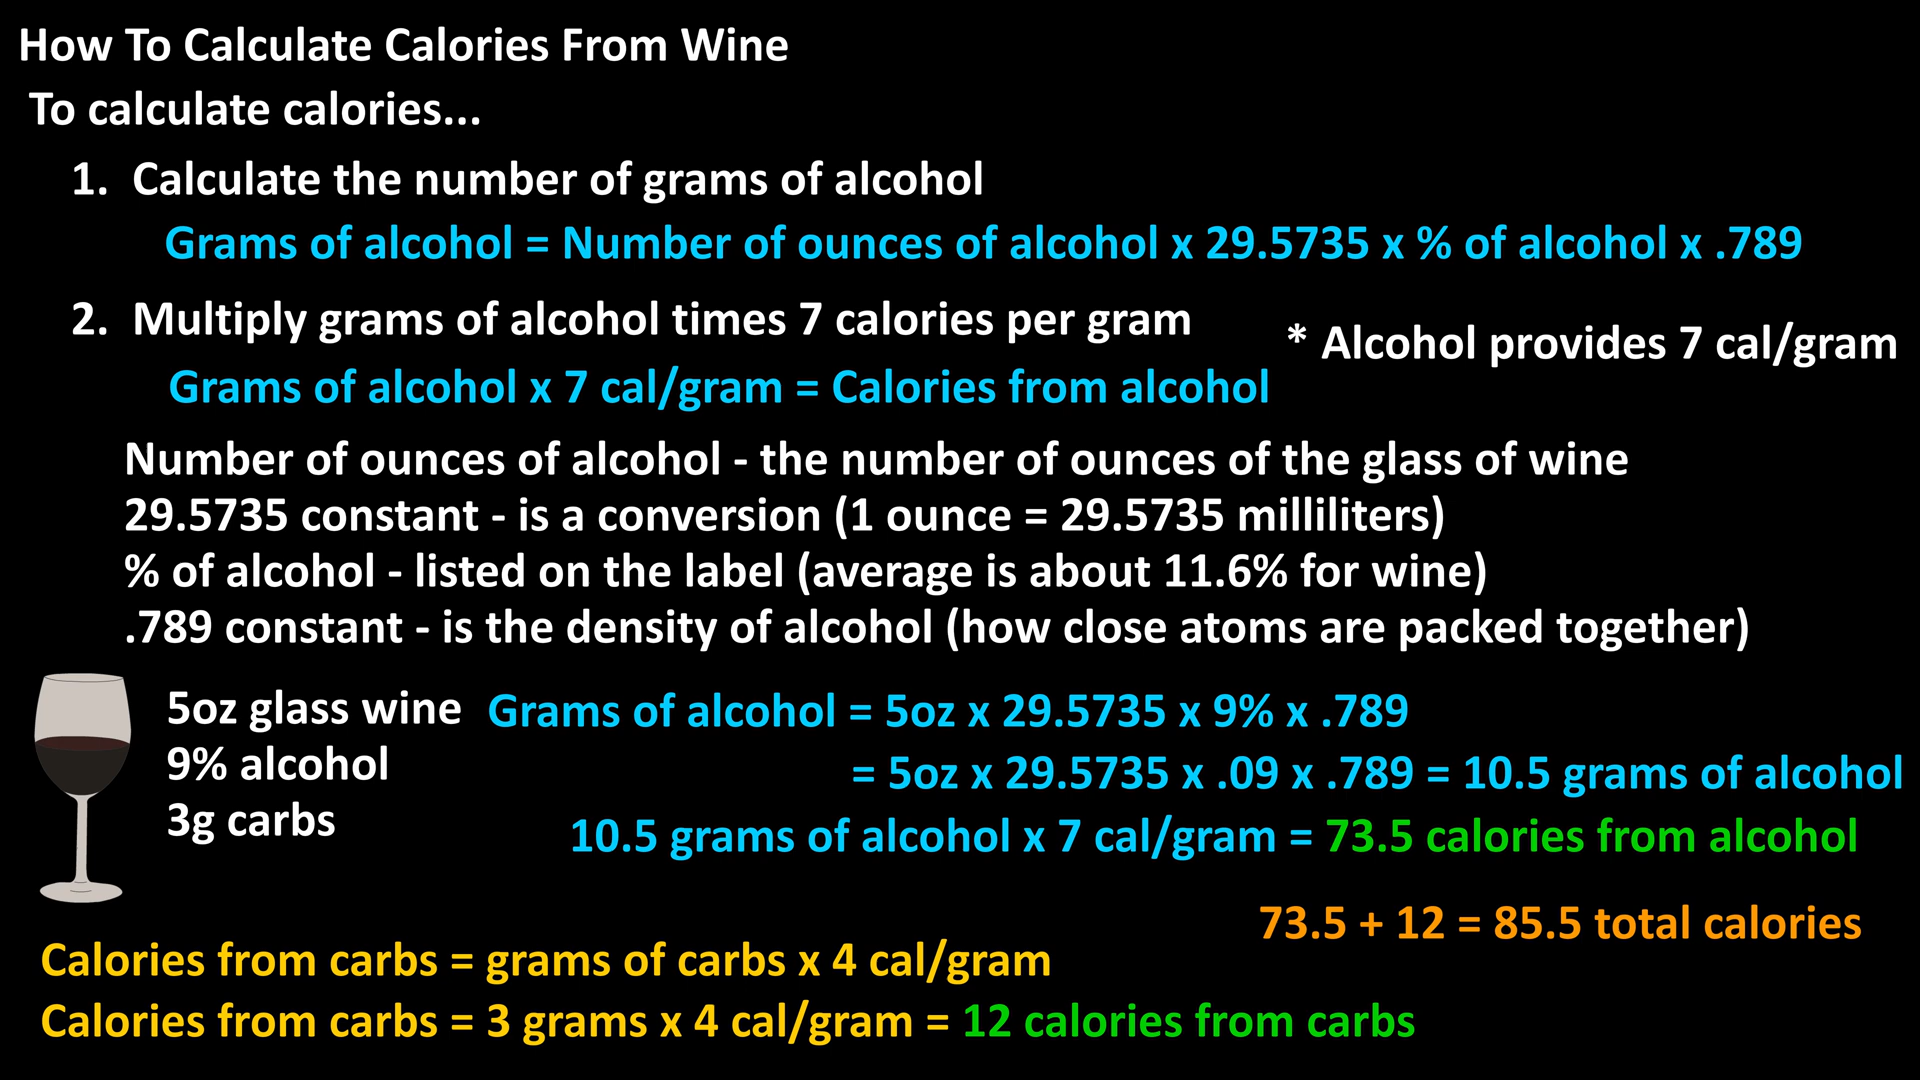 How To Calculate Calories From Wine
To calculate calories...
1. Calculate the number of grams of alcohol
Grams of alcohol = Number of ounces of alcohol x 29.5735 x % of alcohol x .789
2. Multiply grams of alcohol times 7 calories per gram
* Alcohol provides 7 cal/gram
Grams of alcohol x 7 cal/gram = Calories from alcohol
Number of ounces of alcohol - the number of ounces of the glass of wine
29.5735 constant - is a conversion (1 ounce = 29.5735 milliliters)
% of alcohol - listed on the label (average is about 11.6% for wine)
.789 constant - is the density of alcohol (how close atoms are packed together)
5oz glass wine
9% alcohol
3g carbs
Grams of alcohol = 5oz x 29.5735 x 9% x .789
= 5oz x 29.5735 x .09 x .789 = 10.5 grams of alcohol
10.5 grams of alcohol x 7 cal/gram = 73.5 calories from alcohol
73.5 + 12 = 85.5 total calories
Calories from carbs = grams of carbs x 4 cal/gram
Calories from carbs = 3 grams x 4 cal/gram = 12 calories from carbs